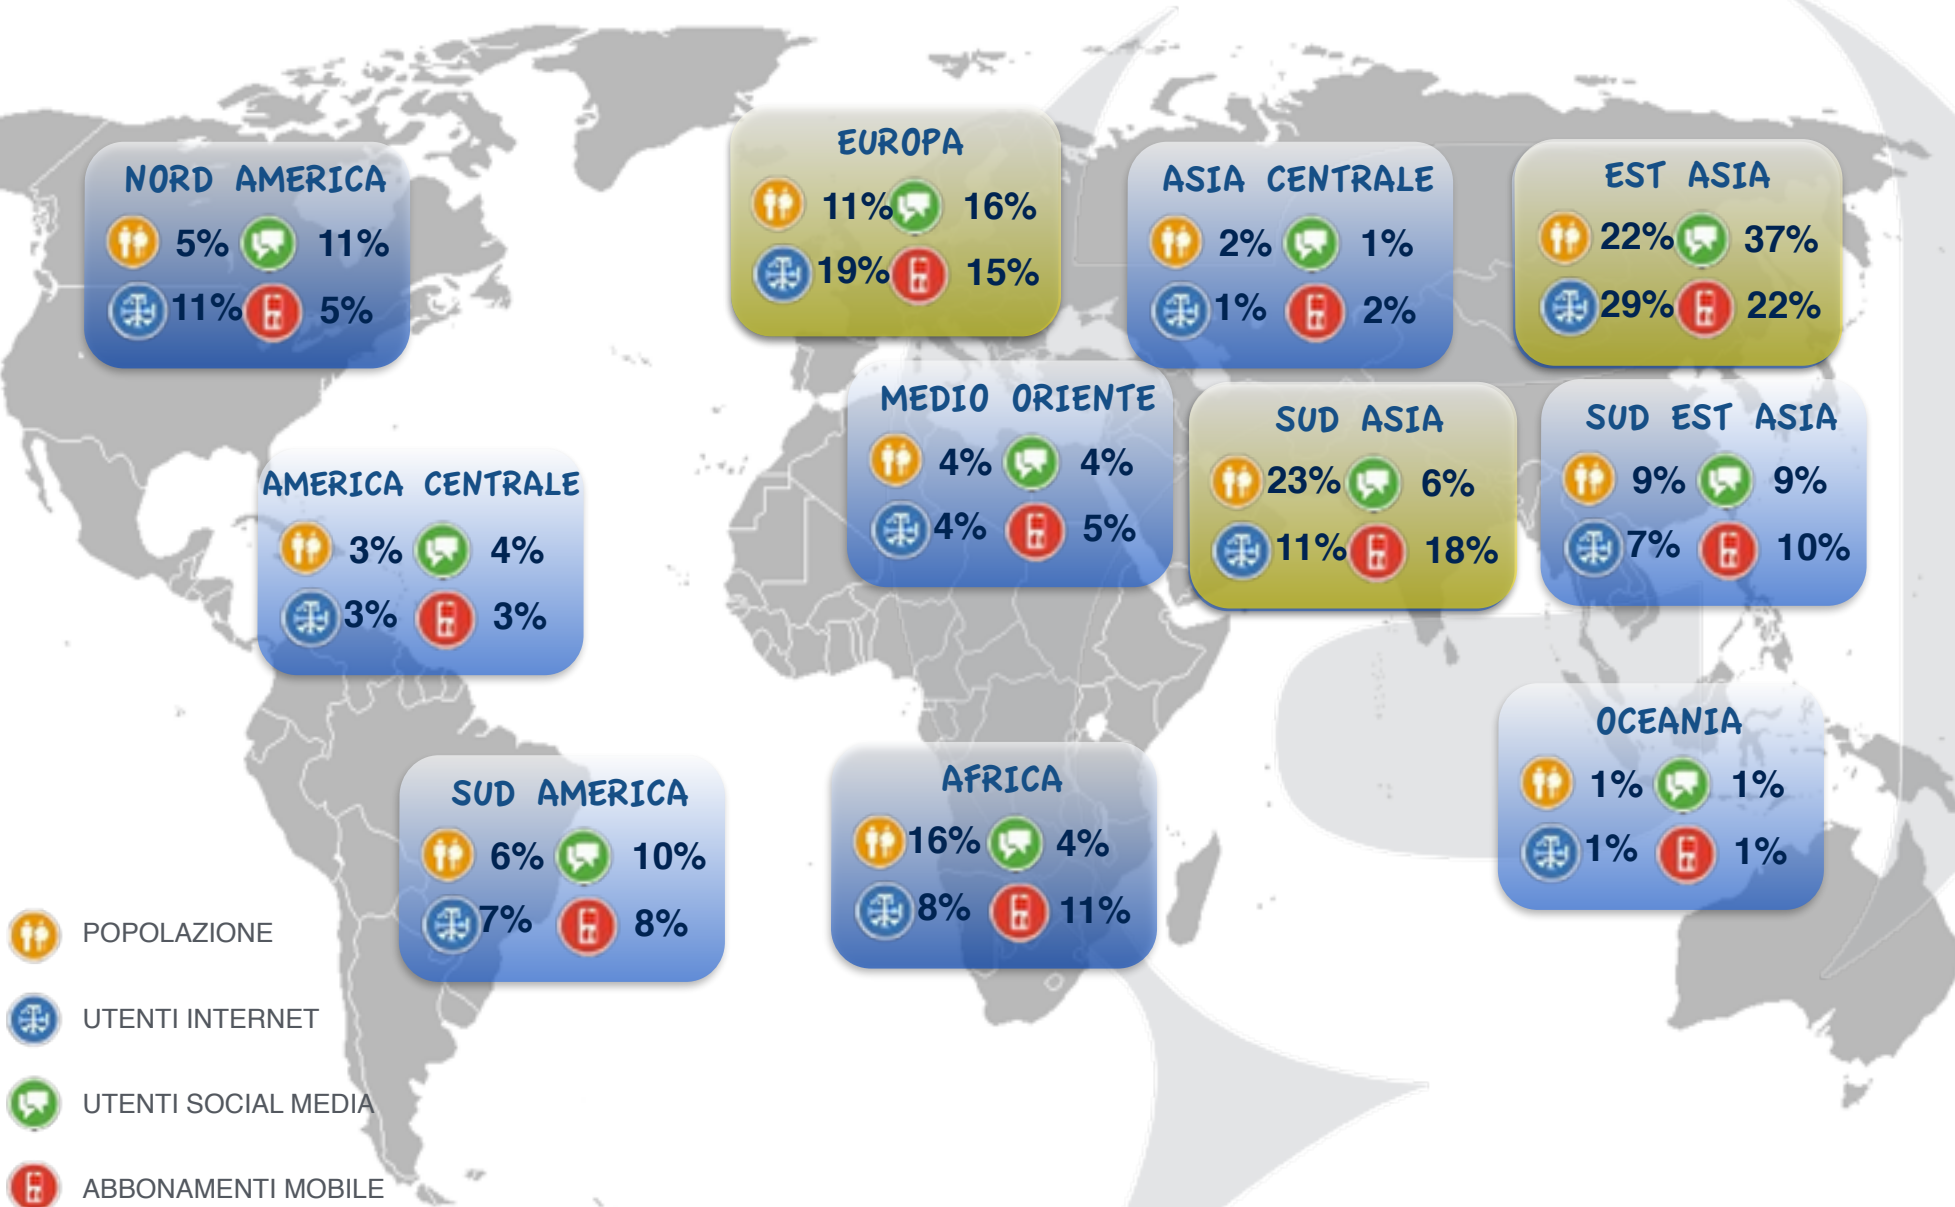 NORD AMERICA
5% 11%
11% 5%
EUROPA
11% 16%
19% 15%
ASIA CENTRALE
2% 1%
1% 2%
EST ASIA
22% 37%
29% 22%
MEDIO ORIENTE
4% 4%
4% 5%
SUD ASIA
23% 6%
11% 18%
SUD EST ASIA
9% 9%
7% 10%
AMERICA CENTRALE
3% 4%
3% 3%
SUD AMERICA
6% 10%
7% 8%
AFRICA
16% 4%
8% 11%
OCEANIA
1% 1%
1% 1%
POPOLAZIONE
UTENTI INTERNET
UTENTI SOCIAL MEDIA
ABBONAMENTI MOBILE